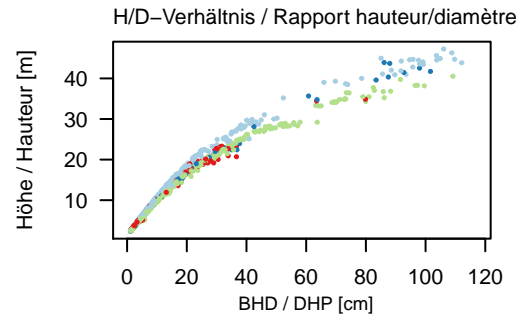 H/D−Verhältnis / Rapport hauteur/diamètre
Höhe / Hauteur [m]
40
30
20
10
0 20 40 60 80 100 120
BHD / DHP [cm]